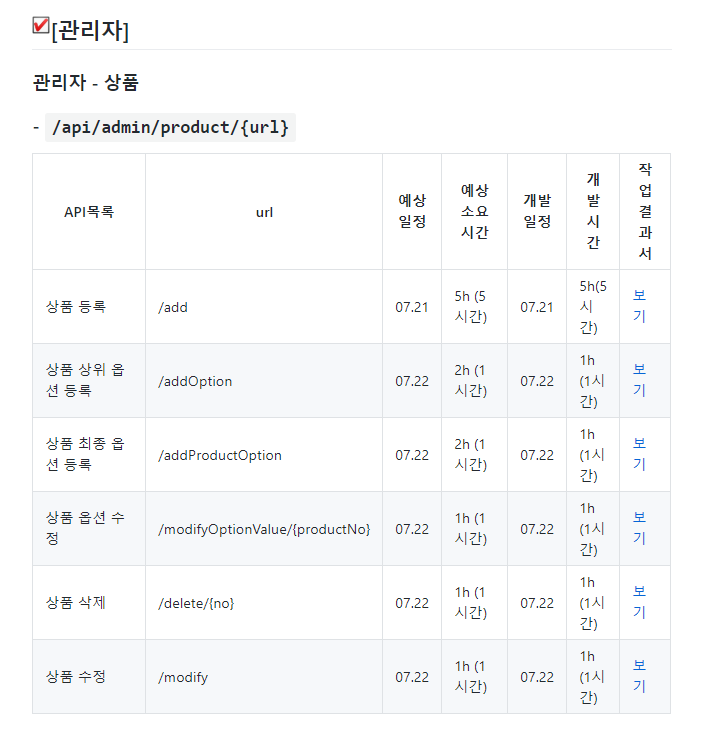 [관리자]
관리자 - 상품
- /api/admin/product/{url}
API목록 url 예상 일정 예상 소요 시간 개발 일정 개발 시간 작업결과서
상품 등록 /add 07.21 5h (5시간) 07.21 5h(5시간) 보기
상품 상위 옵션 등록 /addOption 07.22 2h (1시간) 07.22 1h (1시간) 보기
상품 최종 옵션 등록 /addProductOption 07.22 2h (1시간) 07.22 1h (1시간) 보기
상품 옵션 수정 /modifyOptionValue/{productNo} 07.22 1h (1시간) 07.22 1h (1시간) 보기
상품 삭제 /delete/{no} 07.22 1h (1시간) 07.22 1h (1시간) 보기
상품 수정 /modify 07.22 1h (1시간) 07.22 1h (1시간) 보기